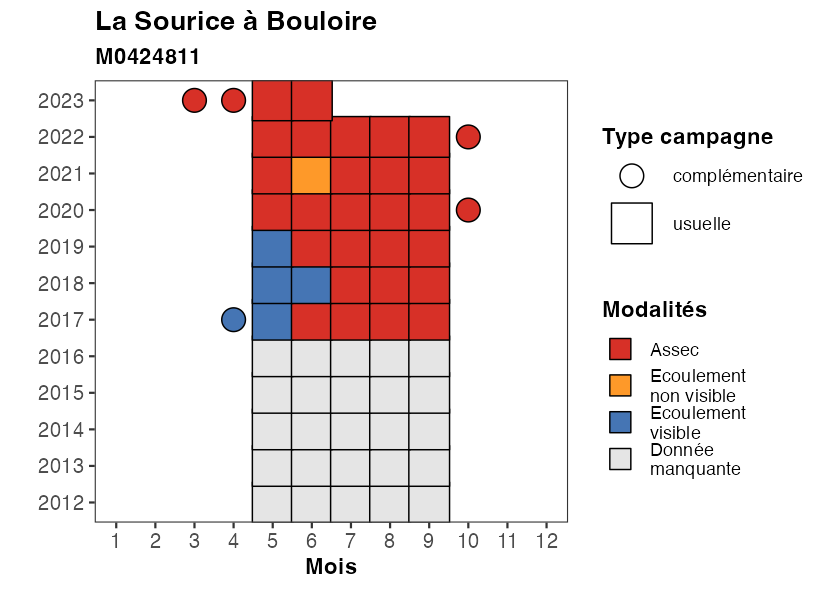 La Sourice à Bouloire
M0424811
2023
2022
2021
2020
2019
2018
2017
2016
2015
2014
2013
2012
1 2 3 4 5 6 7 8 9 10 11 12
Mois
Type campagne
complémentaire
usuelle
Modalités
Assec
Ecoulement
non visible
Ecoulement
visible
Donnée
manquante